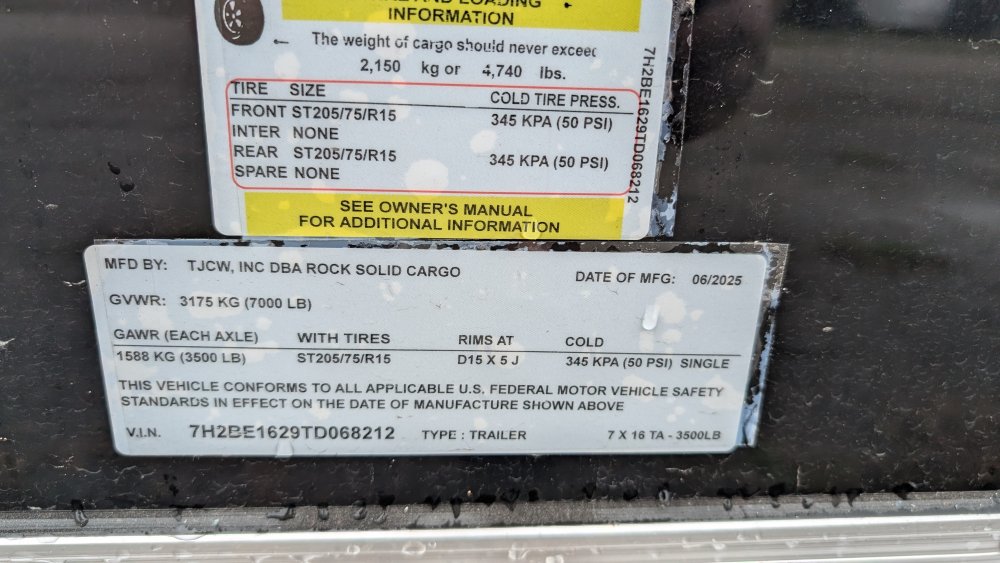 AND LOADING
INFORMATION
The weight of cargo should never exceed
2,150 kg or 4,740 lbs.
TIRE SIZE COLD TIRE PRESS.
FRONT ST205/75/R15 345 KPA (50 PSI)
INTER NONE
REAR ST205/75/R15 345 KPA (50 PSI)
SPARE NONE
SEE OWNER'S MANUAL
FOR ADDITIONAL INFORMATION
7H2BE1629TD068212
MFD BY: TJCW, INC DBA ROCK SOLID CARGO DATE OF MFG: 06/2025
GVWR: 3175 KG (7000 LB)
GAWR (EACH AXLE) WITH TIRES RIMS AT COLD
1588 KG (3500 LB) ST205/75/R15 D15 X 5 J 345 KPA (50 PSI) SINGLE
THIS VEHICLE CONFORMS TO ALL APPLICABLE U.S. FEDERAL MOTOR VEHICLE SAFETY
STANDARDS IN EFFECT ON THE DATE OF MANUFACTURE SHOWN ABOVE
V.I.N. 7H2BE1629TD068212 TYPE : TRAILER 7 X 16 TA - 3500LB